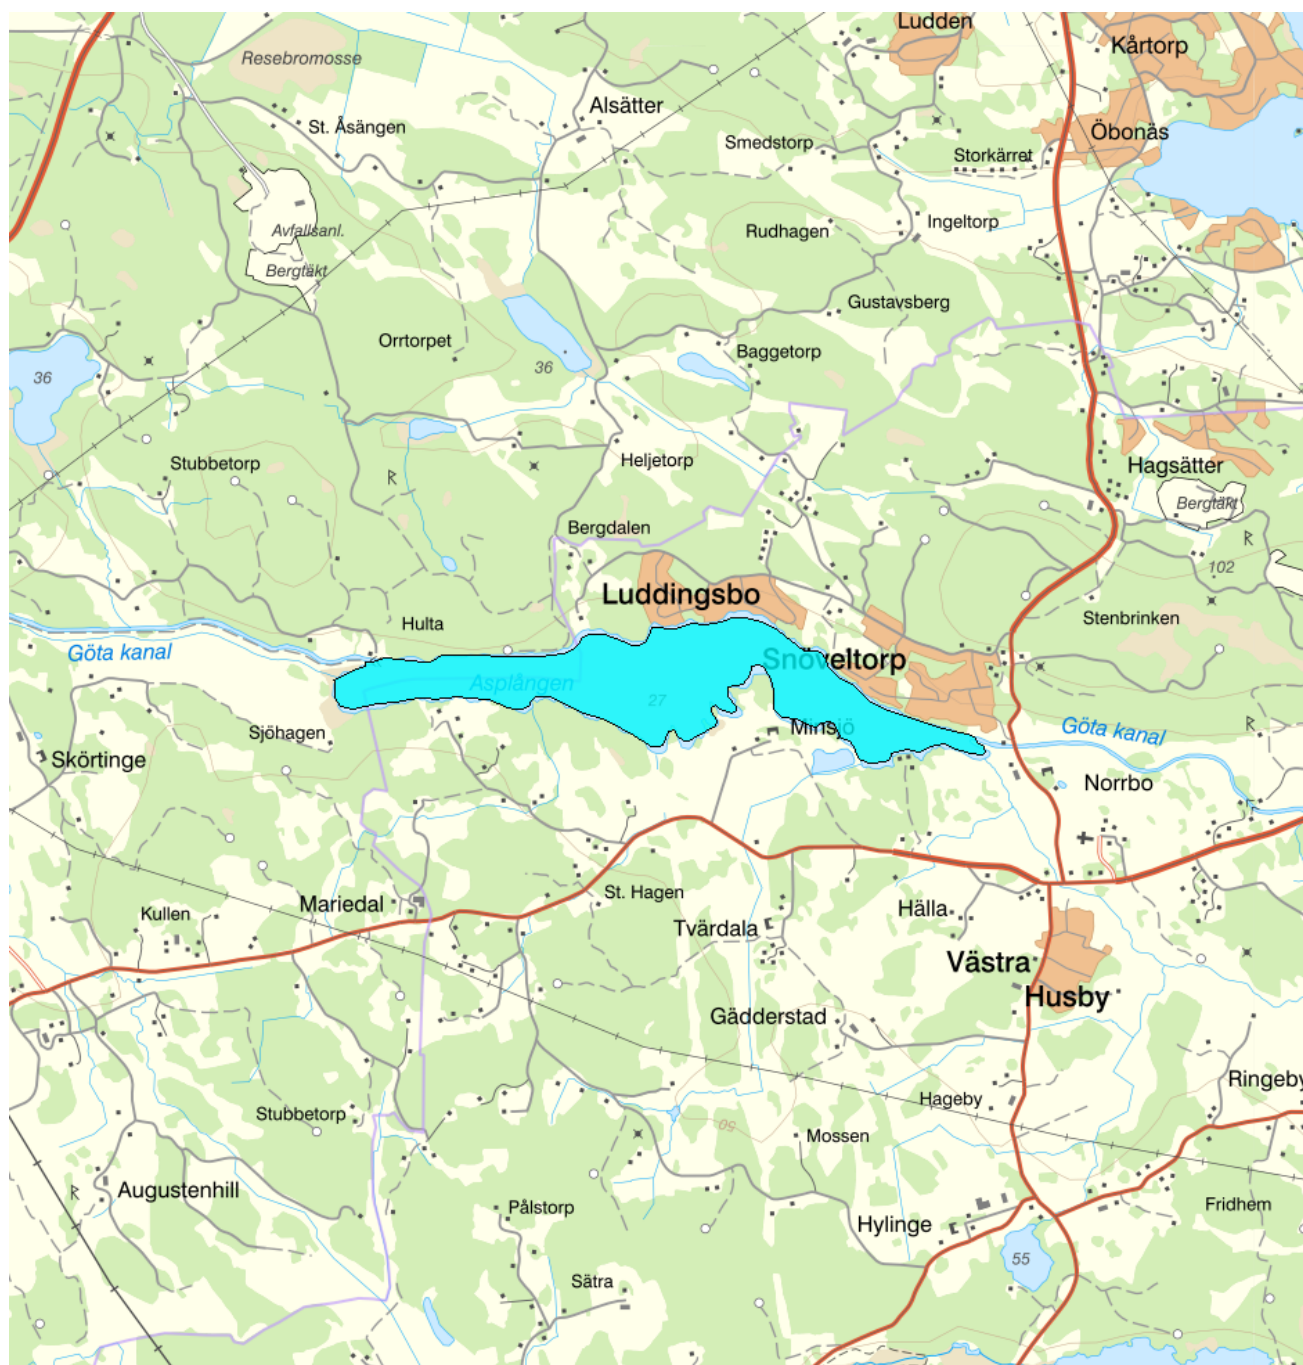 Ludden
Kårtorp
Resebromosse
Alsätter
St. Åsängen
Öbonäs
Smedstorp
Storkärret
Ingeltorp
Rudhagen
Avfallsanl.
Bergtäkt
Gustavsberg
Orrtorpet
Baggetorp
36
36
Stubbetorp
Heljetorp
Hagsätter
R
Bergtäkt
Bergdalen
R
102
Luddingsbo
Hulta
Stenbrinken
Göta kanal
Snöveltorp
Asplången
27
R
Sjöhagen
Minsjö
Göta kanal
Skörtinge
Norrbo
St. Hagen
Mariedal
Kullen
Hälla
Tvärdala
Västra
Husby
Gädderstad
Ringeby
Hageby
Stubbetorp
50
Mossen
R
Augustenhill
Pålstorp
Fridhem
Hylinge
55
Sätra